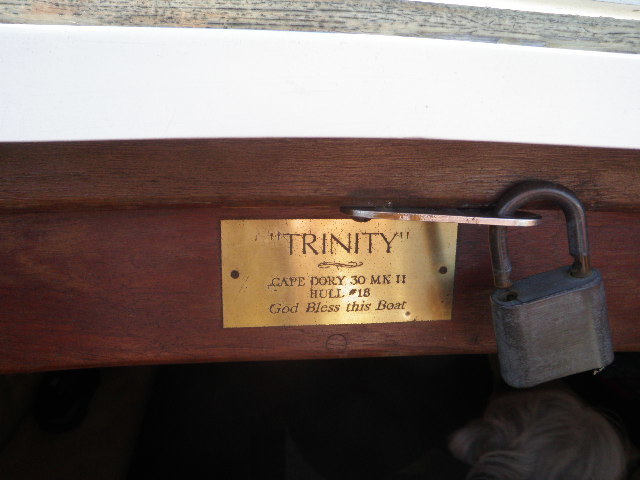 "TRINITY"
CAPE DORY 30 MK II
HULL #18
God Bless this Boat